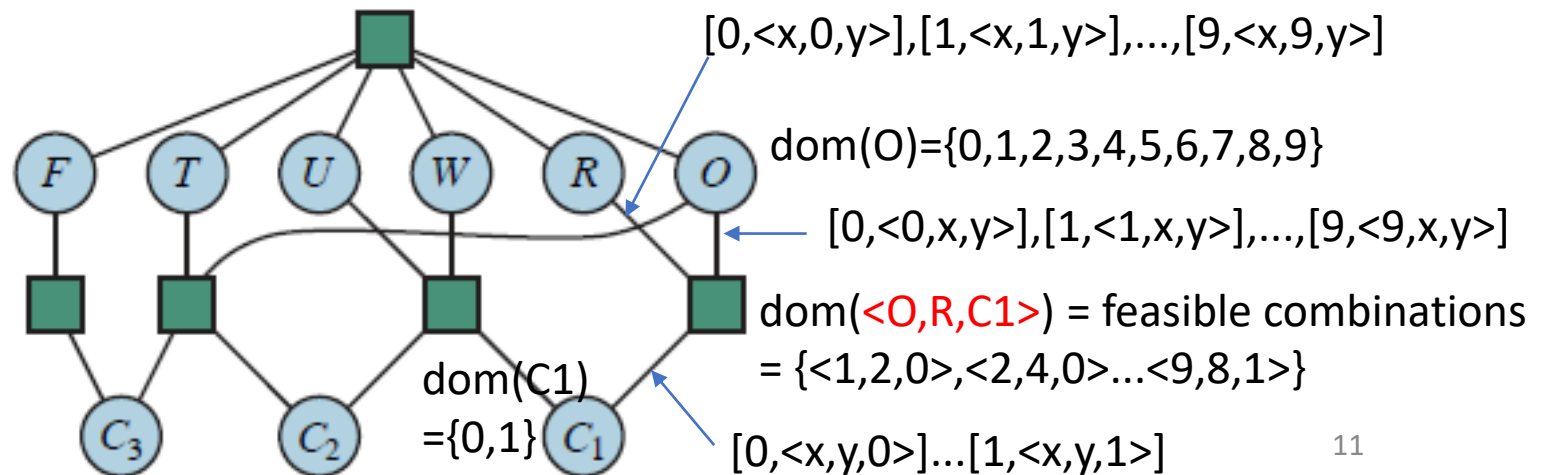 [0,<x,0,y>],[1,<x,1,y>],...,[9,<x,9,y>]
F T U W R O
dom(O)={0,1,2,3,4,5,6,7,8,9}
[0,<0,x,y>],[1,<1,x,y>],...,[9,<9,x,y>]
dom(<O,R,C1>) = feasible combinations
= {<1,2,0>,<2,4,0>...<9,8,1>}
dom(C1)
={0,1}
C₃ C₂ C₁
[0,<x,y,0>]...[1,<x,y,1>]
11